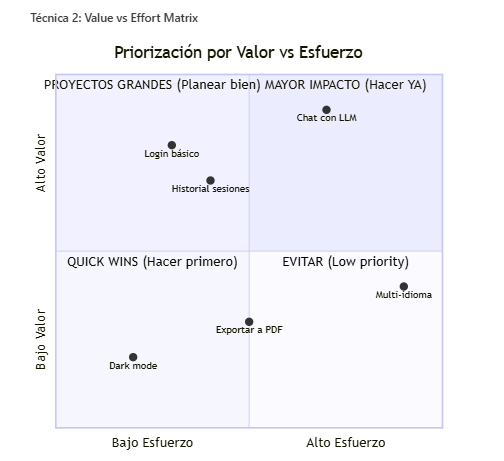 Técnica 2: Value vs Effort Matrix
Priorización por Valor vs Esfuerzo
PROYECTOS GRANDES (Planear bien) MAYOR IMPACTO (Hacer YA)
Chat con LLM
Alto Valor
Login básico
Historial sesiones
QUICK WINS (Hacer primero) EVITAR (Low priority)
Multi-idioma
Bajo Valor
Exportar a PDF
Dark mode
Bajo Esfuerzo Alto Esfuerzo